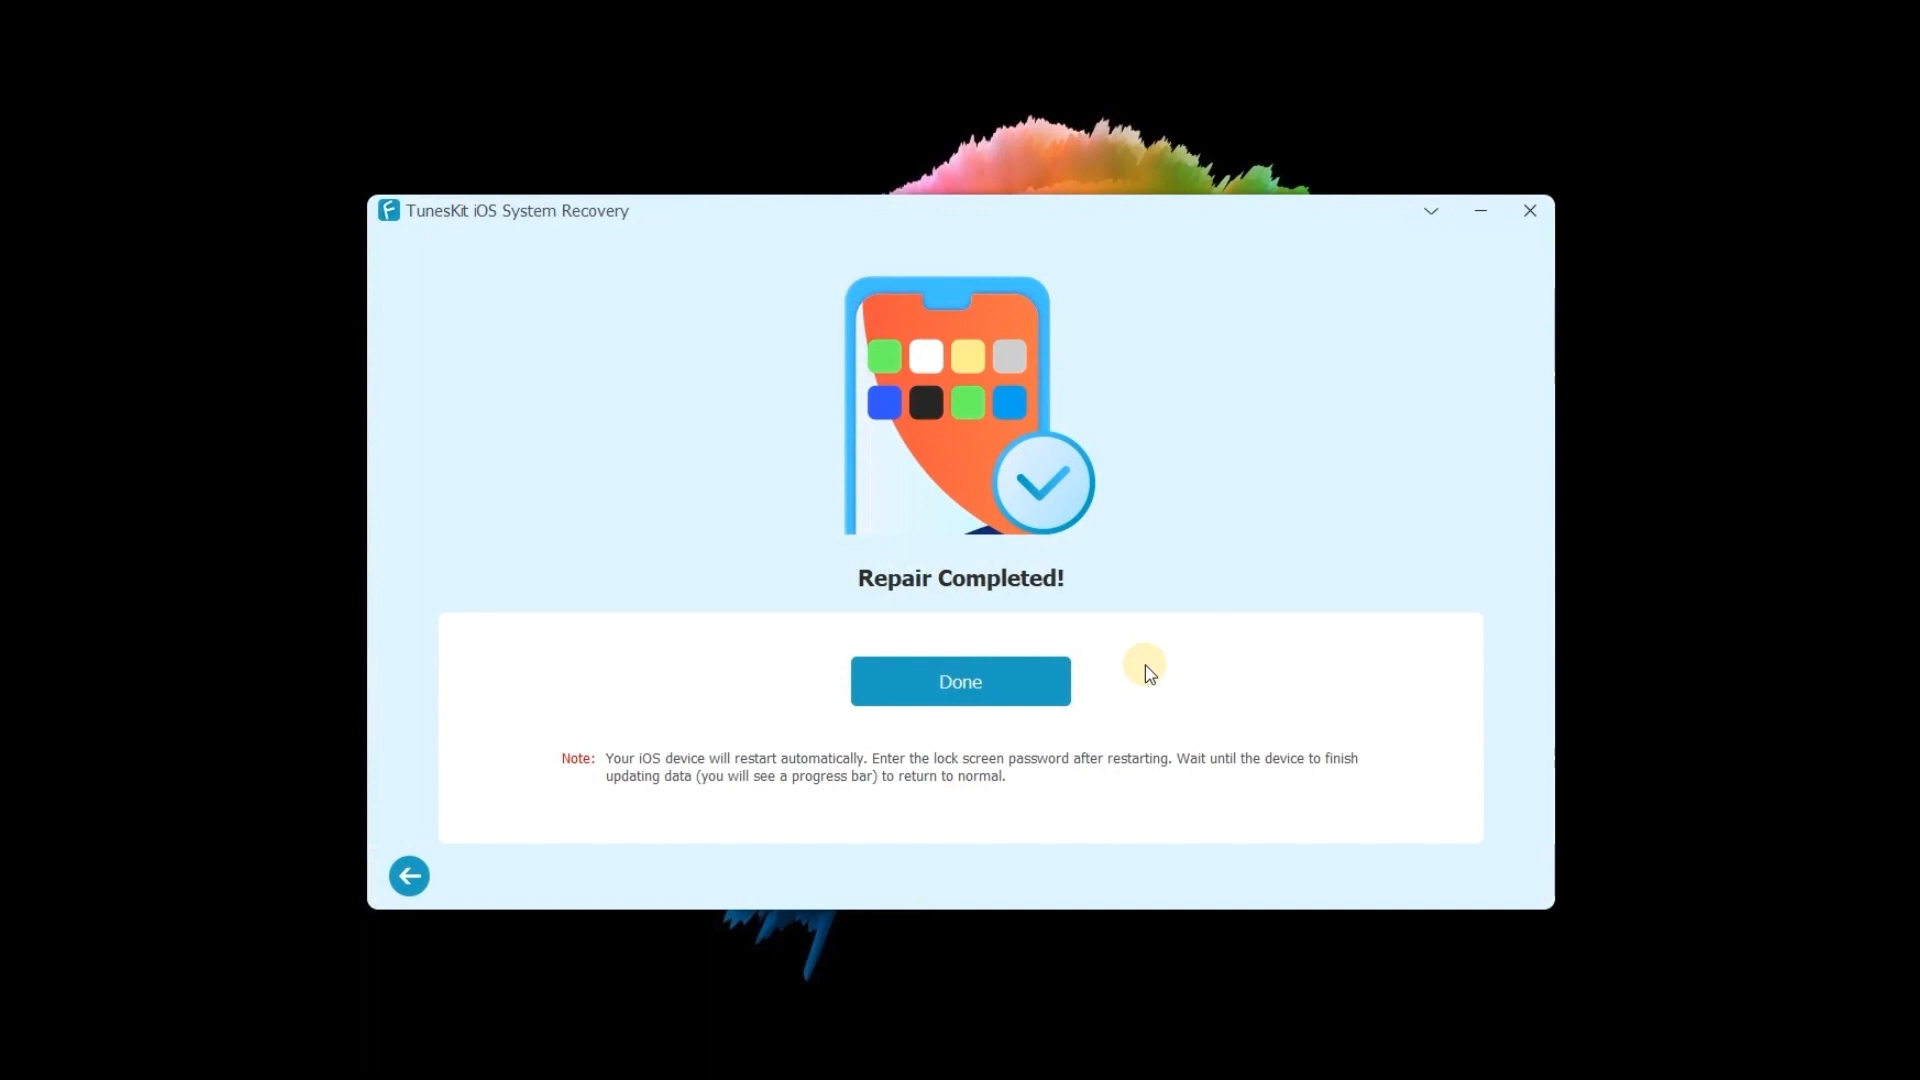 TunesKit iOS System Recovery
Repair Completed!
Done
Note: Your iOS device will restart automatically. Enter the lock screen password after restarting. Wait until the device to finish
updating data (you will see a progress bar) to return to normal.